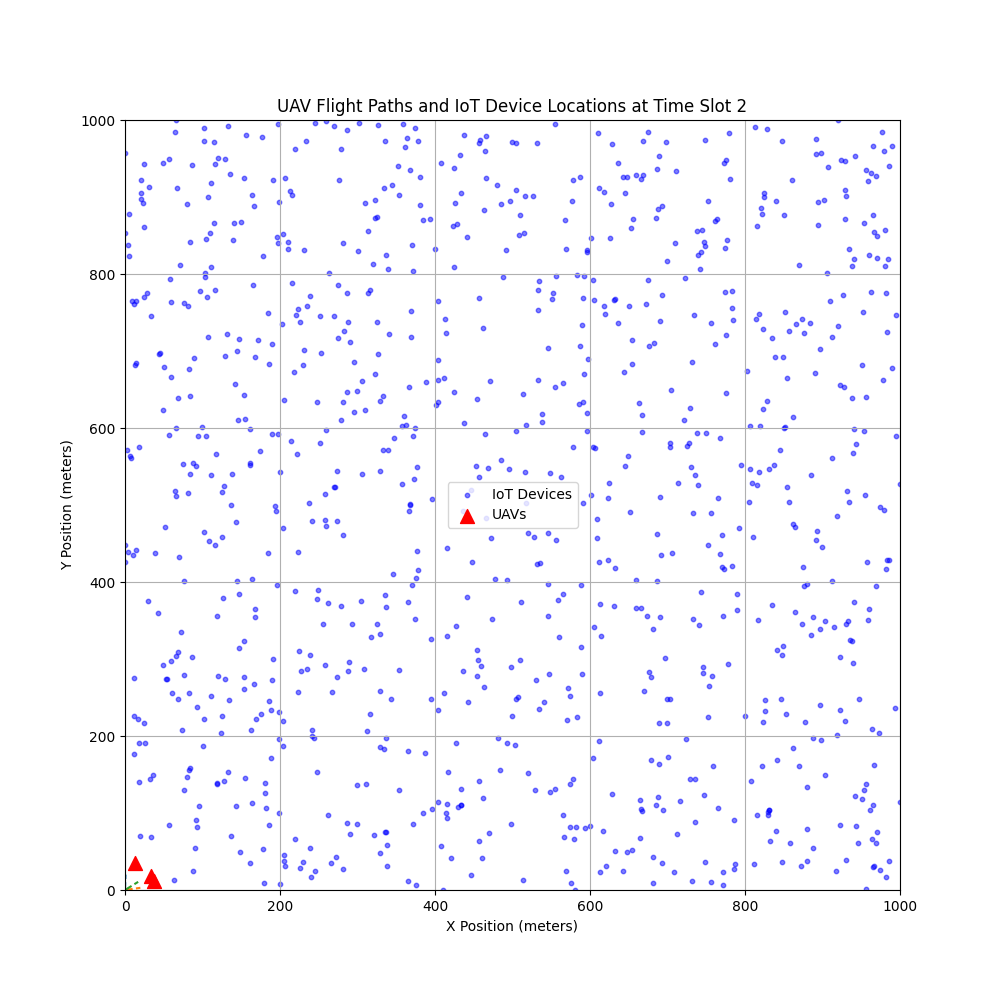 UAV Flight Paths and IoT Device Locations at Time Slot 2
1000
800
600
400
200
0
Y Position (meters)
IoT Devices
UAVs
0 200 400 600 800 1000
X Position (meters)